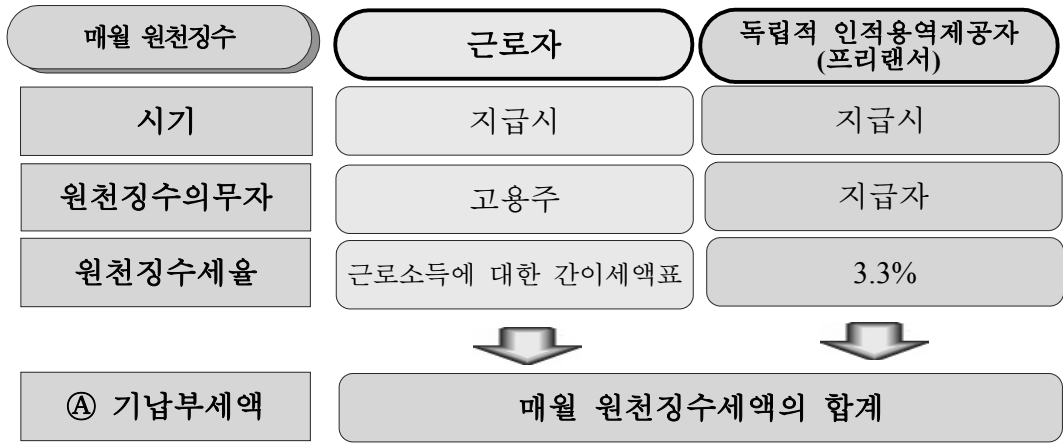 매월 원천징수
근로자
독립적 인적용역제공자
(프리랜서)
시기
지급시
지급시
원천징수의무자
고용주
지급자
원천징수세율
근로소득에 대한 간이세액표
3.3%
Ⓐ 기납부세액
매월 원천징수세액의 합계